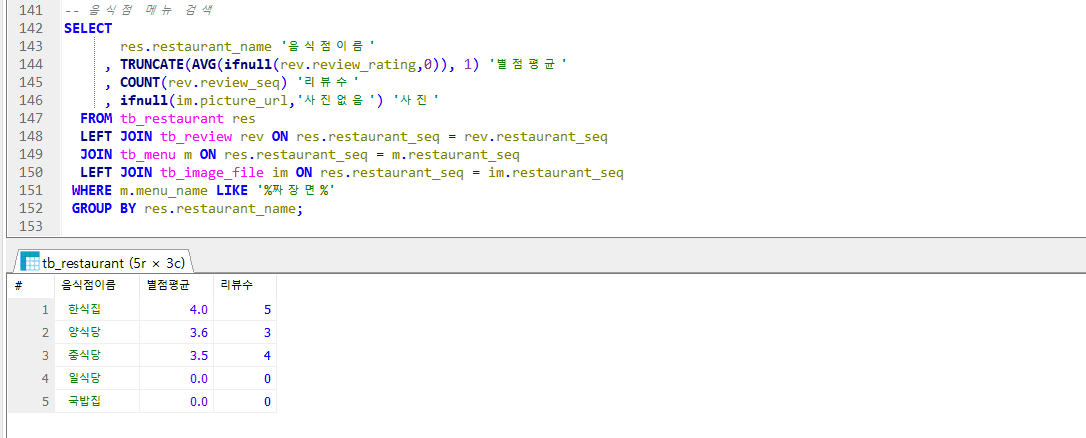 141 -- 음식점 메뉴 검색
142 SELECT
143 res.restaurant_name '음식점이름'
144 , TRUNCATE(AVG(ifnull(rev.review_rating,0)), 1) '별점평균'
145 , COUNT(rev.review_seq) '리뷰수'
146 , ifnull(im.picture_url,'사진없음') '사진'
147 FROM tb_restaurant res
148 LEFT JOIN tb_review rev ON res.restaurant_seq = rev.restaurant_seq
149 JOIN tb_menu m ON res.restaurant_seq = m.restaurant_seq
150 LEFT JOIN tb_image_file im ON res.restaurant_seq = im.restaurant_seq
151 WHERE m.menu_name LIKE '%짜장면%'
152 GROUP BY res.restaurant_name;
153
tb_restaurant (5r × 3c)
# 음식점이름 별점평균 리뷰수
1 한식집 4.0 5
2 양식당 3.6 3
3 중식당 3.5 4
4 일식당 0.0 0
5 국밥집 0.0 0